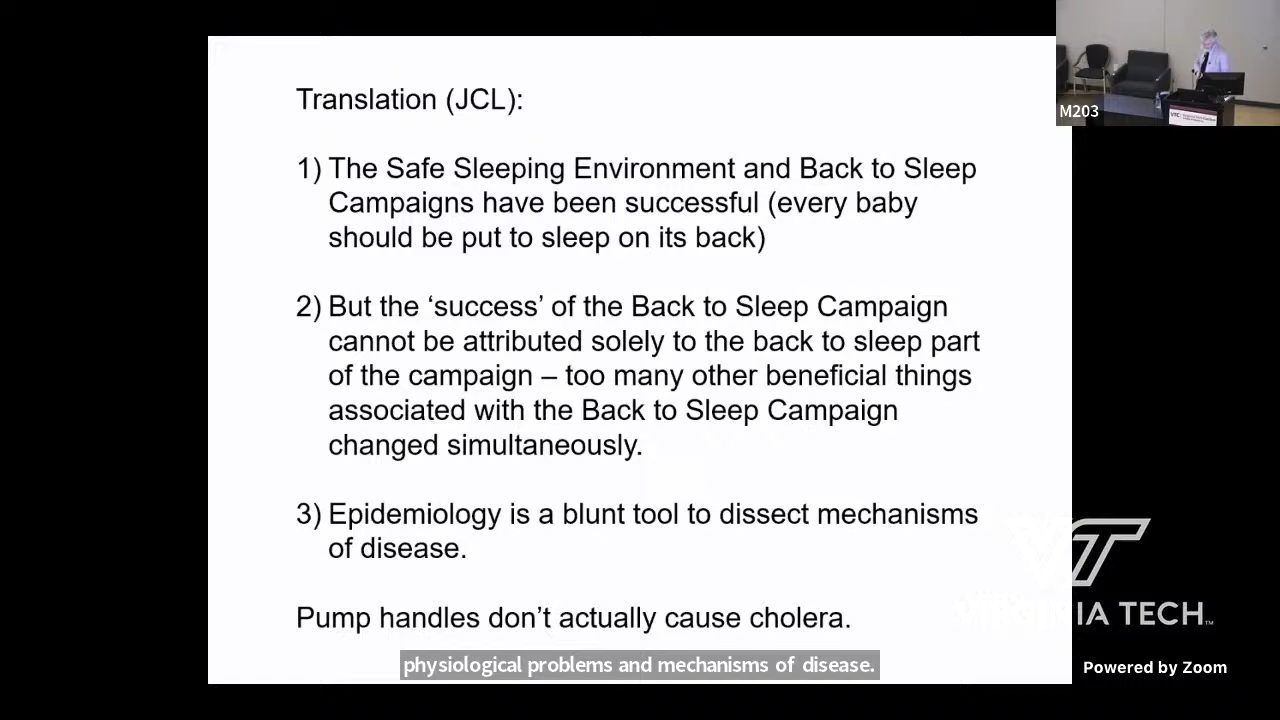 Translation (JCL):
1) The Safe Sleeping Environment and Back to Sleep
Campaigns have been successful (every baby
should be put to sleep on its back)
2) But the ‘success’ of the Back to Sleep Campaign
cannot be attributed solely to the back to sleep part
of the campaign – too many other beneficial things
associated with the Back to Sleep Campaign
changed simultaneously.
3) Epidemiology is a blunt tool to dissect mechanisms
of disease.
Pump handles don’t actually cause cholera.
physiological problems and mechanisms of disease.
M203
VTC
VT
VIRGINIA TECH™
Powered by Zoom